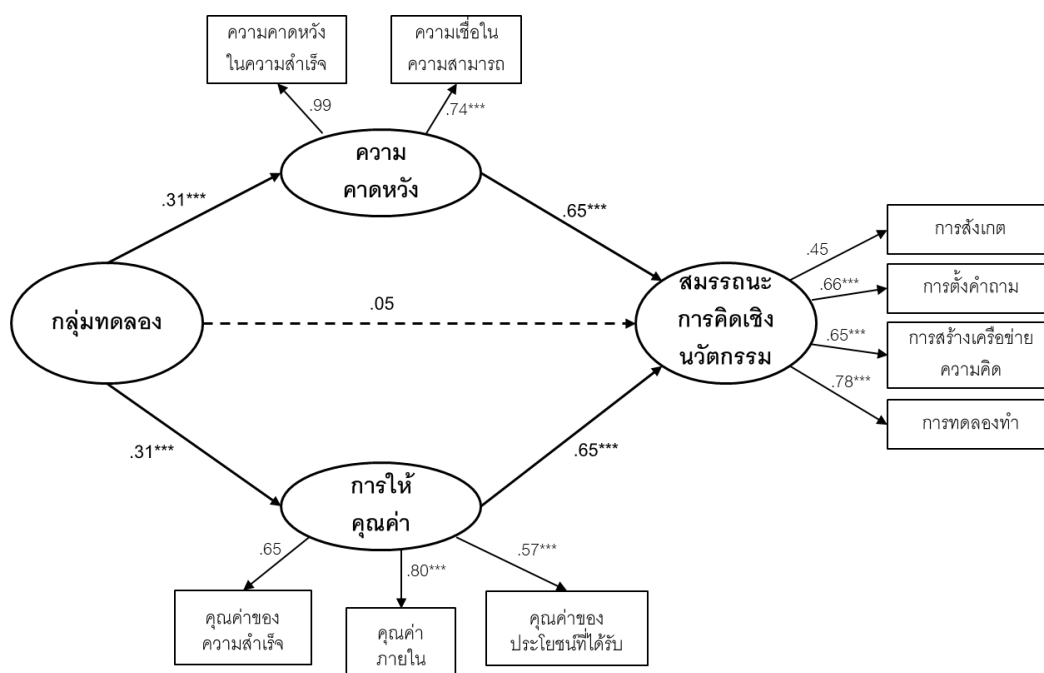 ความคาดหวัง
ในความสำเร็จ
ความเชื่อใน
ความสามารถ
.99
.74***
ความ
คาดหวัง
.31***
.65***
การสังเกต
.45
สมรรถนะ
การคิดเชิง
นวัตกรรม
.66***
การตั้งคำถาม
กลุ่มทดลอง
.05
.65***
การสร้างเครือข่าย
ความคิด
.78***
การทดลองทำ
.31***
.65***
การให้
คุณค่า
.65
.80***
.57***
คุณค่าของ
ความสำเร็จ
คุณค่า
ภายใน
คุณค่าของ
ประโยชน์ที่ได้รับ